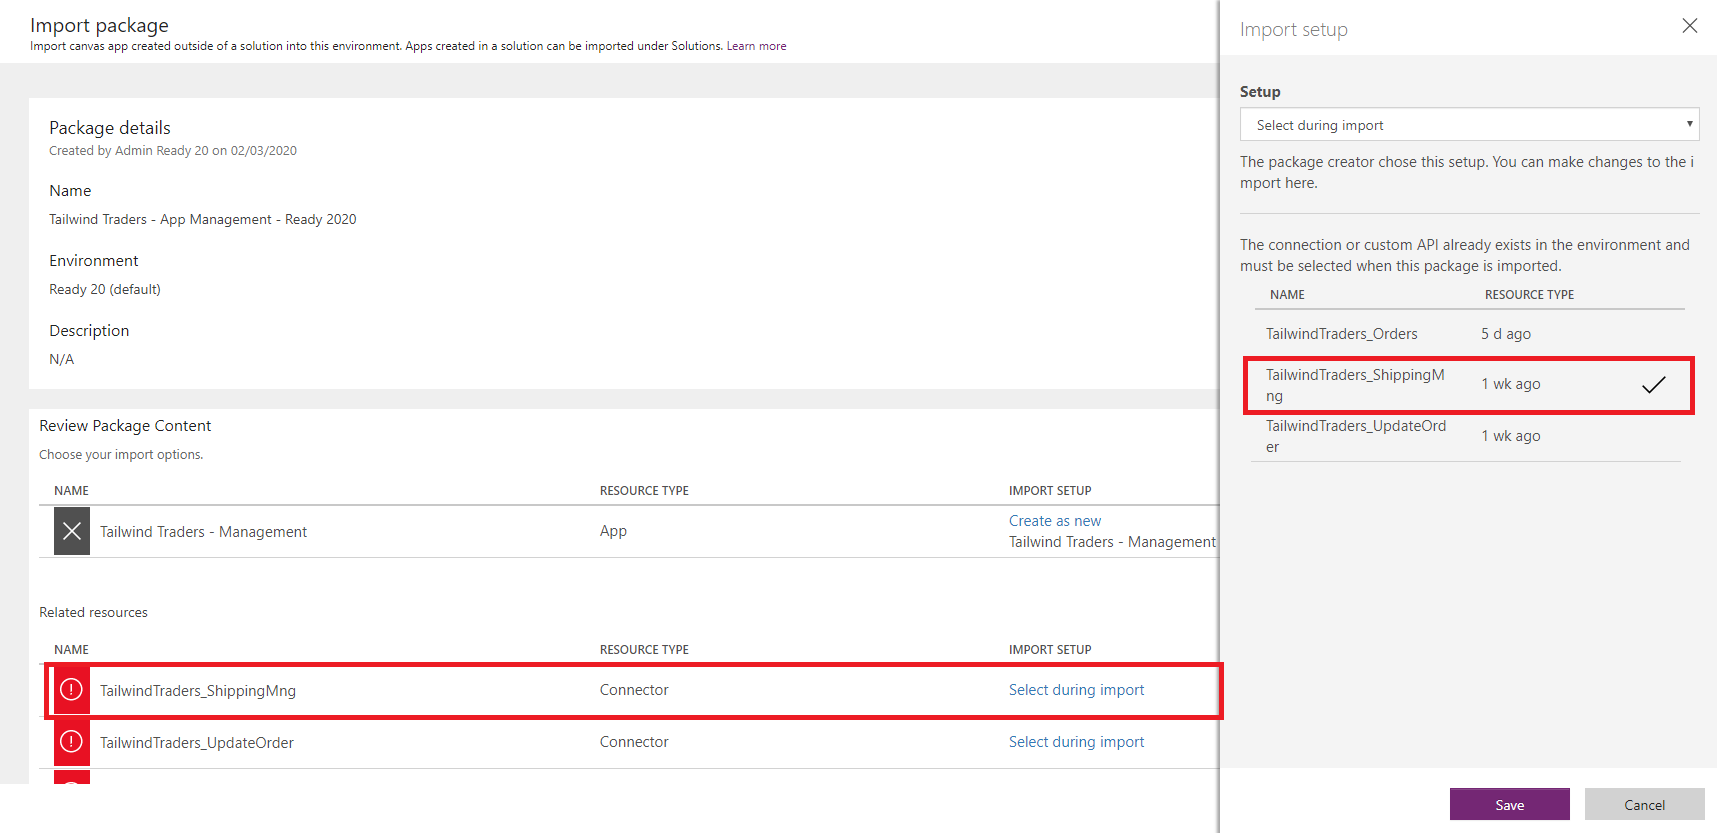 Import package
Import canvas app created outside of a solution into this environment. Apps created in a solution can be imported under Solutions. Learn more
Package details
Created by Admin Ready 20 on 02/03/2020
Name
Tailwind Traders - App Management - Ready 2020
Environment
Ready 20 (default)
Description
N/A
Review Package Content
Choose your import options.
NAME RESOURCE TYPE IMPORT SETUP
Tailwind Traders - Management App Create as new
Tailwind Traders - Management
Related resources
NAME RESOURCE TYPE IMPORT SETUP
TailwindTraders_ShippingMng Connector Select during import
TailwindTraders_UpdateOrder Connector Select during import
Import setup
Setup
Select during import
The package creator chose this setup. You can make changes to the i
mport here.
The connection or custom API already exists in the environment and
must be selected when this package is imported.
NAME RESOURCE TYPE
TailwindTraders_Orders 5 d ago
TailwindTraders_ShippingM
ng 1 wk ago
TailwindTraders_UpdateOrd
er 1 wk ago
Save Cancel